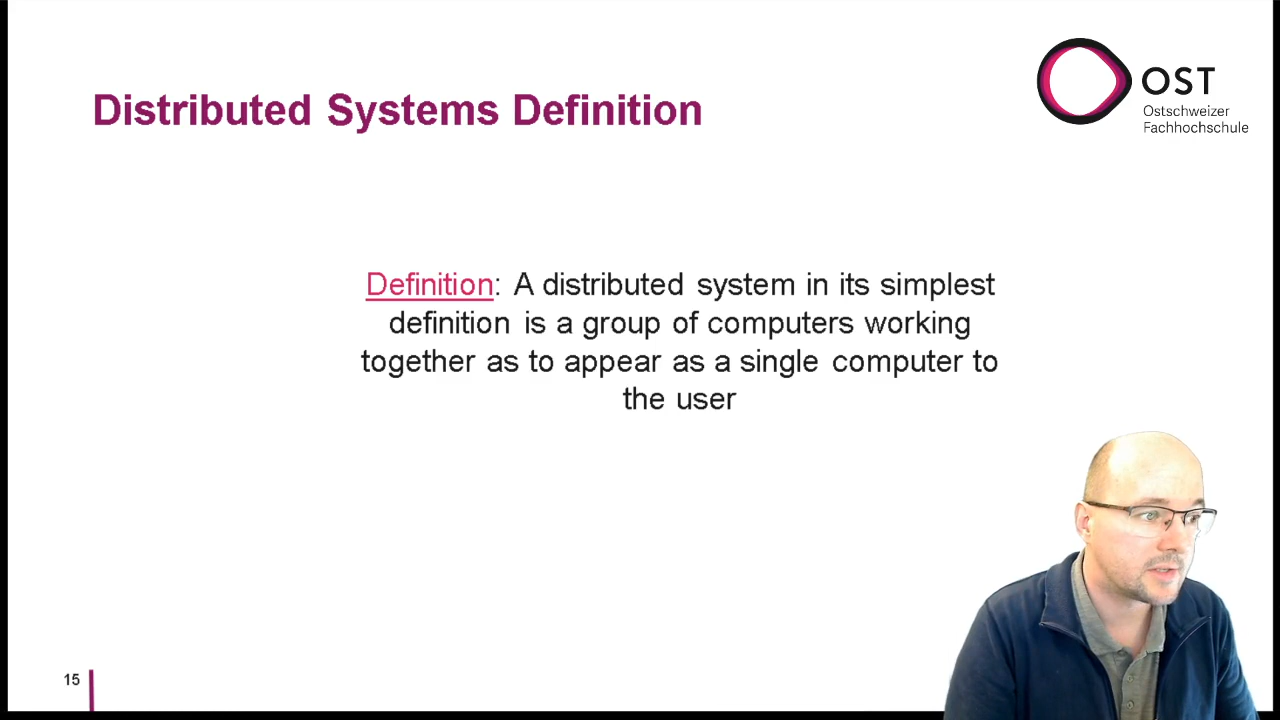 OST
Ostschweizer
Fachhochschule
Distributed Systems Definition
Definition: A distributed system in its simplest
definition is a group of computers working
together as to appear as a single computer to
the user
15